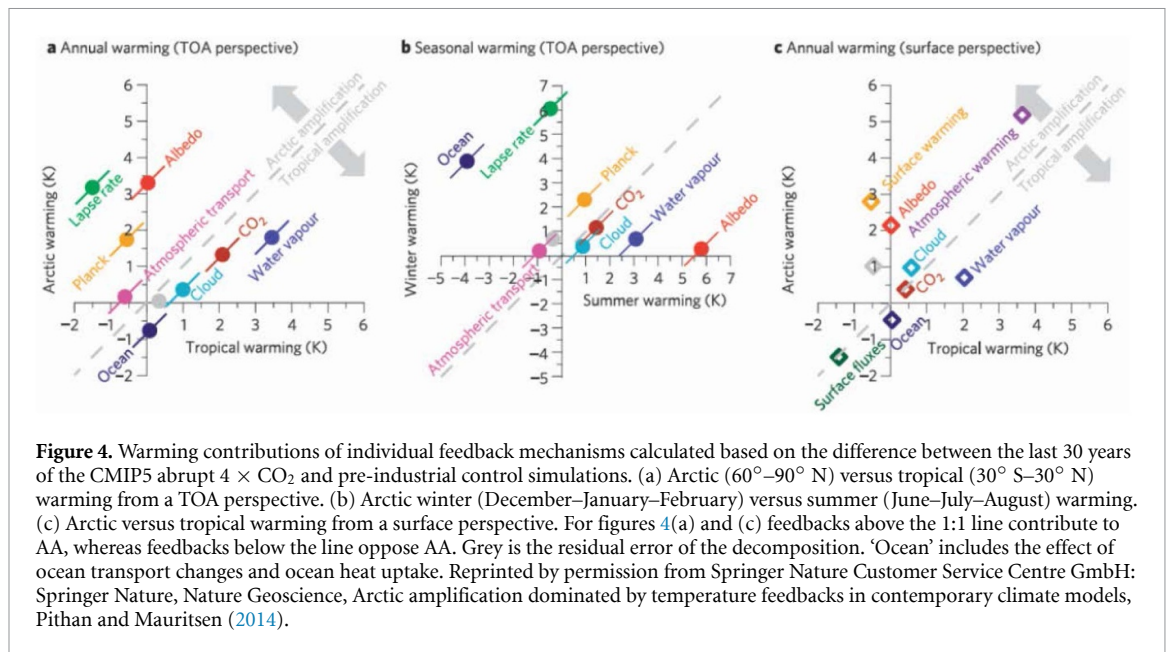 a Annual warming (TOA perspective)
6
5
4
3
2
1
−1
−2
−2
−1
1
2
3
4
5
6
Arctic warming (K)
Tropical warming (K)
Arctic amplification
Tropical amplification
Lapse rate
Albedo
Planck
Atmospheric transport
CO2
Water vapour
Cloud
Ocean
b Seasonal warming (TOA perspective)
7
6
5
4
3
2
1
−1
−2
−3
−4
−5
−5
−4
−3
−2
−1
1
2
3
4
5
6
7
Winter warming (K)
Summer warming (K)
Ocean
Lapse rate
Planck
CO2
Cloud
Water vapour
Albedo
Atmospheric transport
c Annual warming (surface perspective)
6
5
4
3
2
1
−1
−2
−2
−1
1
2
3
4
5
6
Arctic warming (K)
Tropical warming (K)
Arctic amplification
Tropical amplification
Surface warming
Albedo
Atmospheric warming
Cloud
CO2
Water vapour
Ocean
Surface fluxes
Figure 4. Warming contributions of individual feedback mechanisms calculated based on the difference between the last 30 years
of the CMIP5 abrupt 4 × CO2 and pre-industrial control simulations. (a) Arctic (60°–90° N) versus tropical (30° S–30° N)
warming from a TOA perspective. (b) Arctic winter (December–January–February) versus summer (June–July–August) warming.
(c) Arctic versus tropical warming from a surface perspective. For figures 4(a) and (c) feedbacks above the 1:1 line contribute to
AA, whereas feedbacks below the line oppose AA. Grey is the residual error of the decomposition. ‘Ocean’ includes the effect of
ocean transport changes and ocean heat uptake. Reprinted by permission from Springer Nature Customer Service Centre GmbH:
Springer Nature, Nature Geoscience, Arctic amplification dominated by temperature feedbacks in contemporary climate models,
Pithan and Mauritsen (2014).